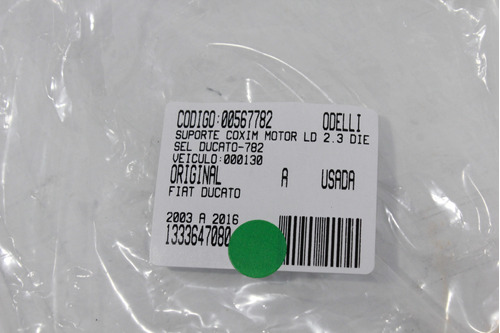 CODIGO:00567782 ODELLI
SUPORTE COXIM MOTOR LD 2.3 DIE
SEL DUCATO-782
VEICULO:000130
ORIGINAL A USADA
FIAT DUCATO
2003 A 2016
1333647080